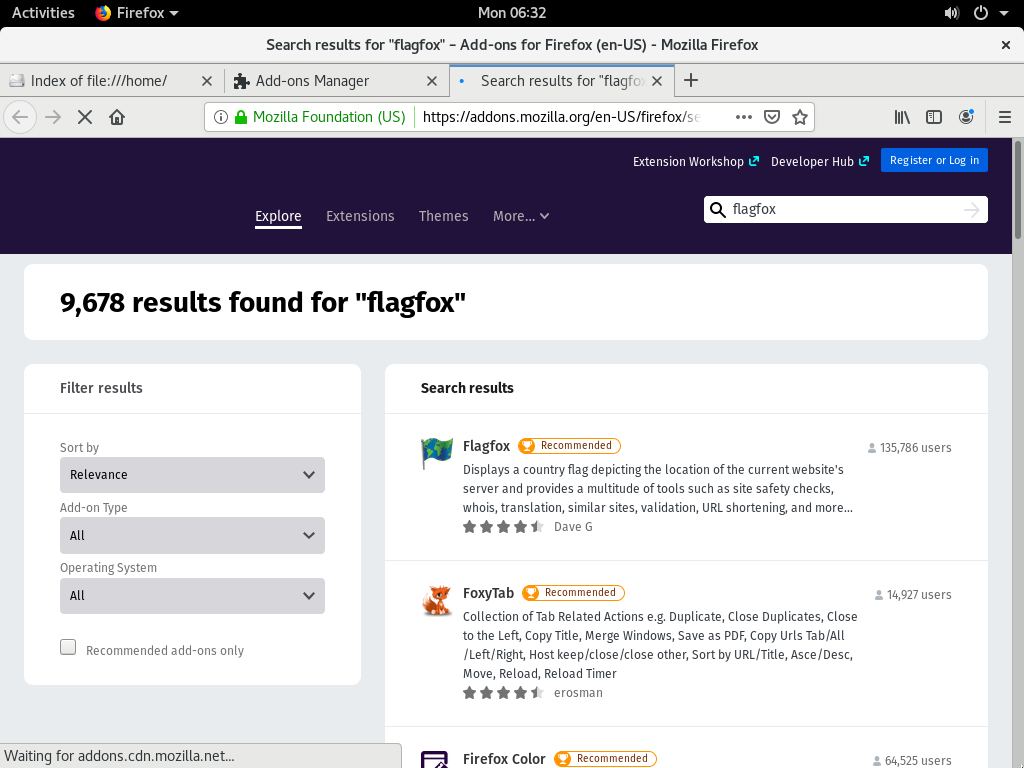 Activities Firefox Mon 06:32
Search results for "flagfox" – Add-ons for Firefox (en-US) - Mozilla Firefox
Index of file:///home/ Add-ons Manager Search results for "flagfo
Mozilla Foundation (US) https://addons.mozilla.org/en-US/firefox/se
Extension Workshop Developer Hub Register or Log in
Explore Extensions Themes More... flagfox
9,678 results found for "flagfox"
Filter results
Sort by
Relevance
Add-on Type
All
Operating System
All
Recommended add-ons only
Search results
Flagfox Recommended 135,786 users
Displays a country flag depicting the location of the current website's
server and provides a multitude of tools such as site safety checks,
whois, translation, similar sites, validation, URL shortening, and more...
Dave G
FoxyTab Recommended 14,927 users
Collection of Tab Related Actions e.g. Duplicate, Close Duplicates, Close
to the Left, Copy Title, Merge Windows, Save as PDF, Copy Urls Tab/All
/Left/Right, Host keep/close/close other, Sort by URL/Title, Asce/Desc,
Move, Reload, Reload Timer
erosman
Firefox Color Recommended 64,525 users
Waiting for addons.cdn.mozilla.net...